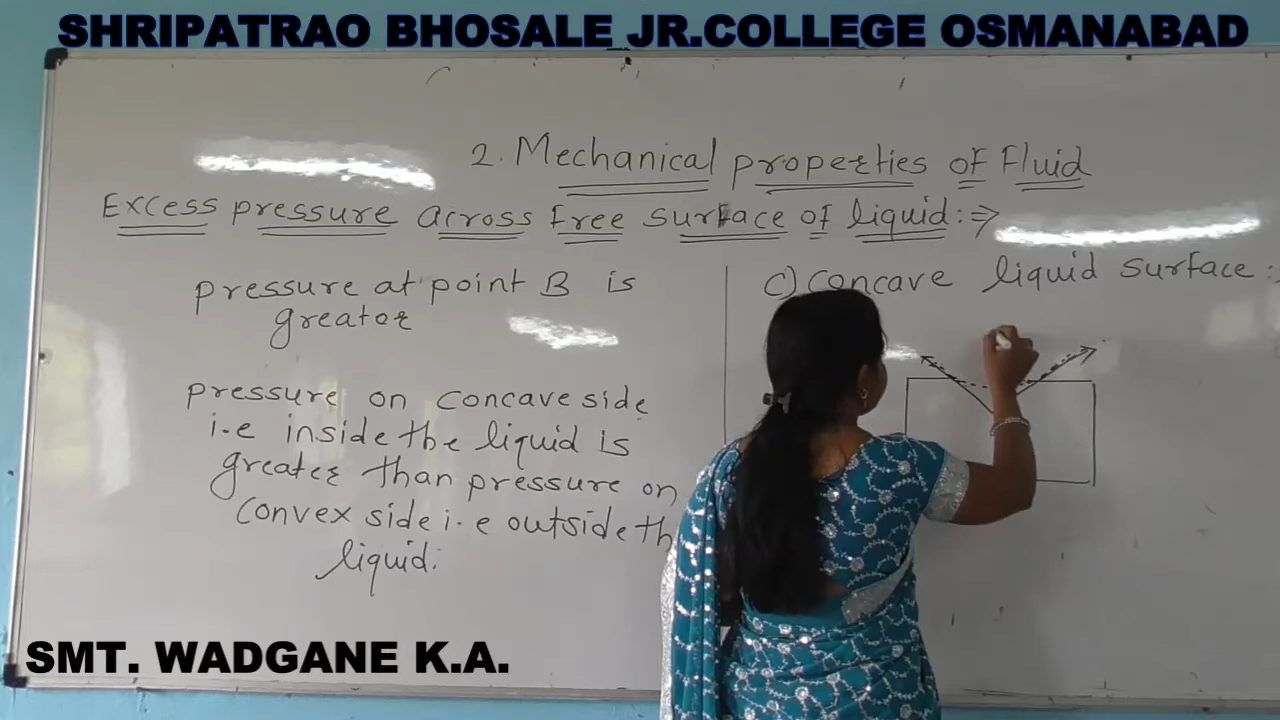 SHRIPATRAO BHOSALE JR.COLLEGE OSMANABAD
2. Mechanical properties of Fluid
Excess pressure across free surface of liquid:⇒
pressure at point B is
greator
pressure on concave side
i.e inside the liquid is
greater than pressure on
convex side i.e outside th
liquid.
c) concave liquid surface:
SMT. WADGANE K.A.